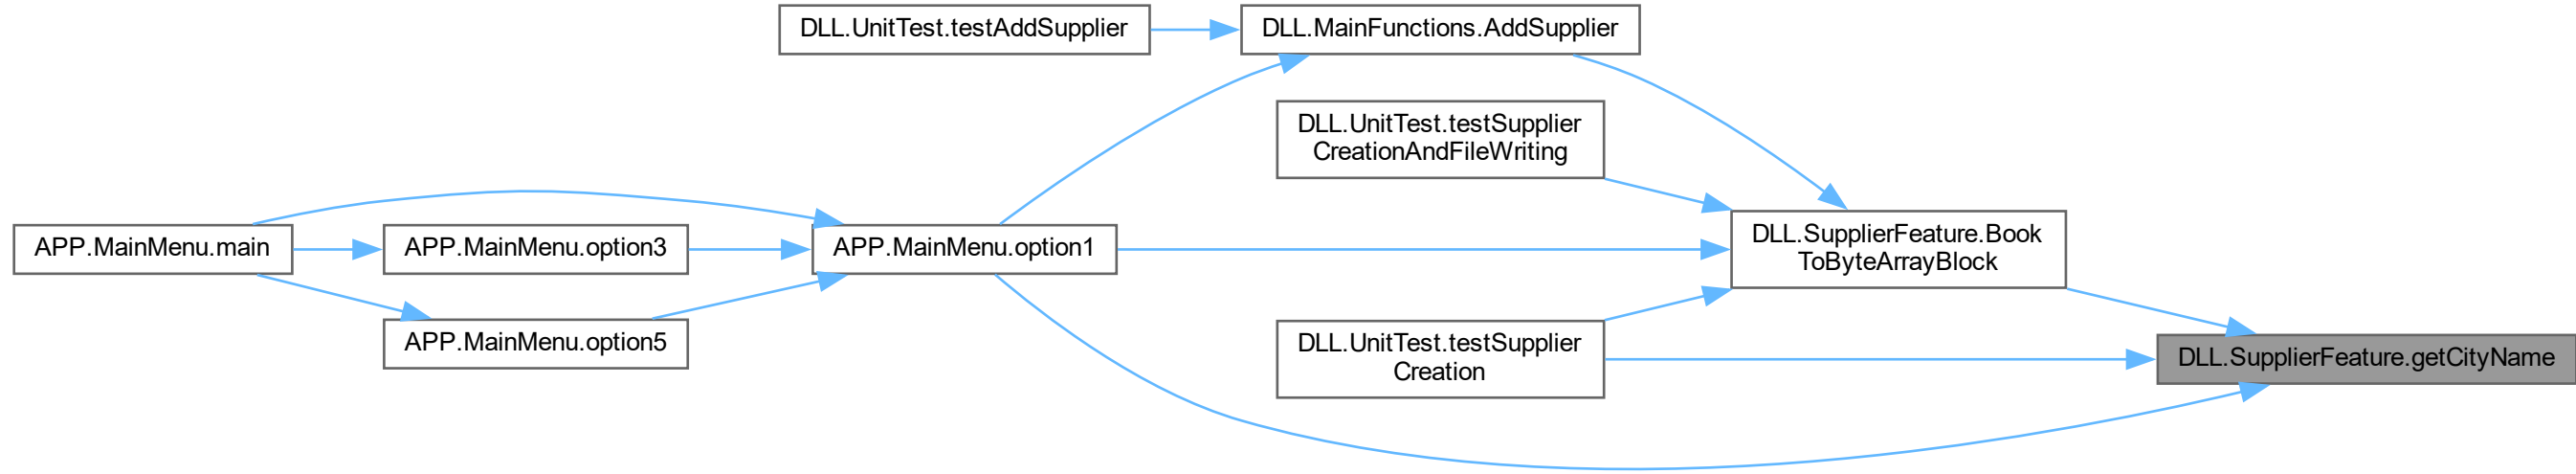 DLL.UnitTest.testAddSupplier
DLL.MainFunctions.AddSupplier
DLL.UnitTest.testSupplier
CreationAndFileWriting
APP.MainMenu.main
APP.MainMenu.option3
APP.MainMenu.option1
DLL.SupplierFeature.Book
ToByteArrayBlock
APP.MainMenu.option5
DLL.UnitTest.testSupplier
Creation
DLL.SupplierFeature.getCityName